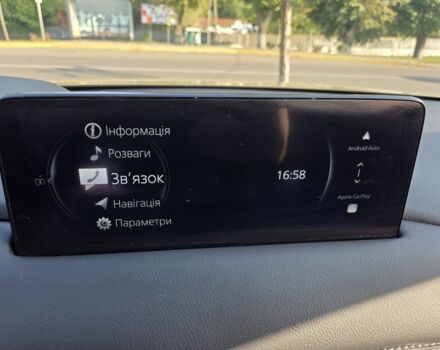 Інформація
Розваги
Зв'язок
Навігація
Параметри
16:58
Android Auto
Apple CarPlay